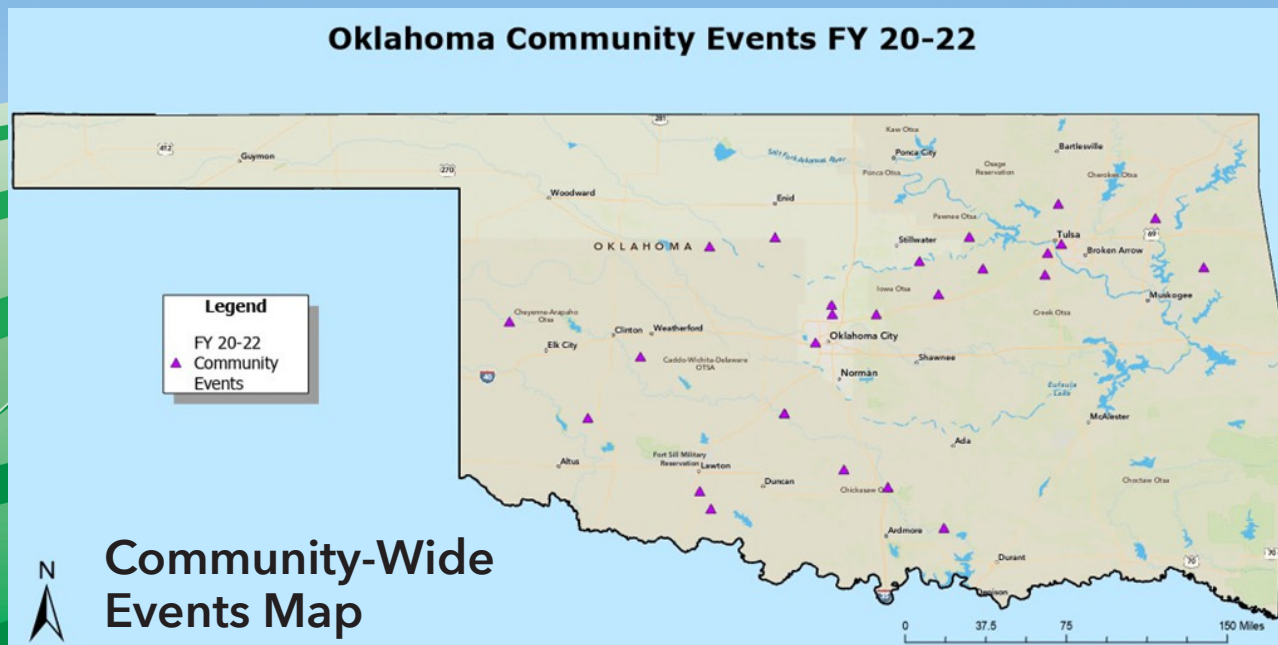 Oklahoma Community Events FY 20-22
281
412
Guymon
270
Salt Fork Arkansas River
Kaw Otsa
Ponca City
Ponca Otsa
Osage
Reservation
Bartlesville
Cherokee Otsa
Woodward
Enid
Pawnee Otsa
OKLAHOMA
Stillwater
Tulsa
69
Broken Arrow
Iowa Otsa
Muskogee
Creek Otsa
Legend
FY 20-22
Community
Events
Cheyenne-Arapaho
Otsa
Clinton
Weatherford
Elk City
Caddo-Wichita-Delaware
OTSA
Oklahoma City
Shawnee
40
Norman
Eufaula
Lake
McAlester
Ada
Altus
Fort Sill Military
Reservation
Lawton
Duncan
Chickasaw O
Choctaw Otsa
Ardmore
Durant
70
70
35
Denison
N
Community-Wide
Events Map
0 37.5 75 150 Miles